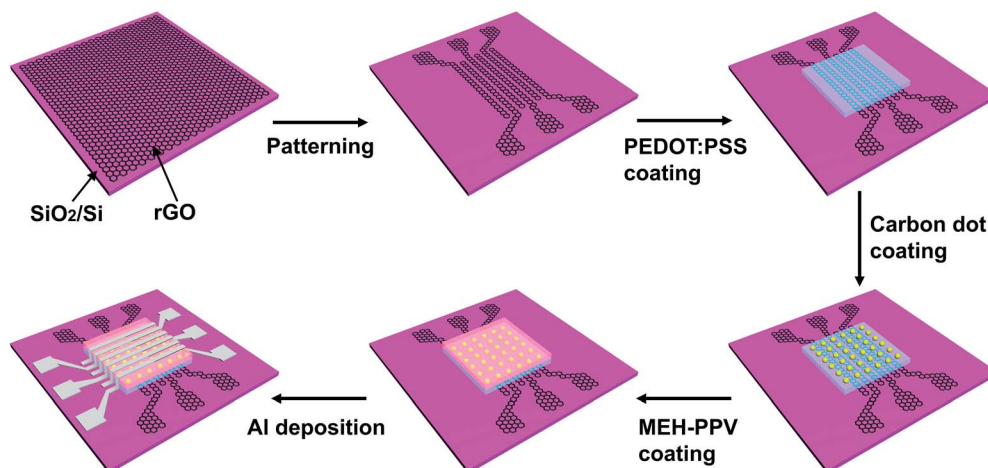 Patterning
PEDOT:PSS
coating
SiO2/Si
rGO
Carbon dot
coating
Al deposition
MEH-PPV
coating